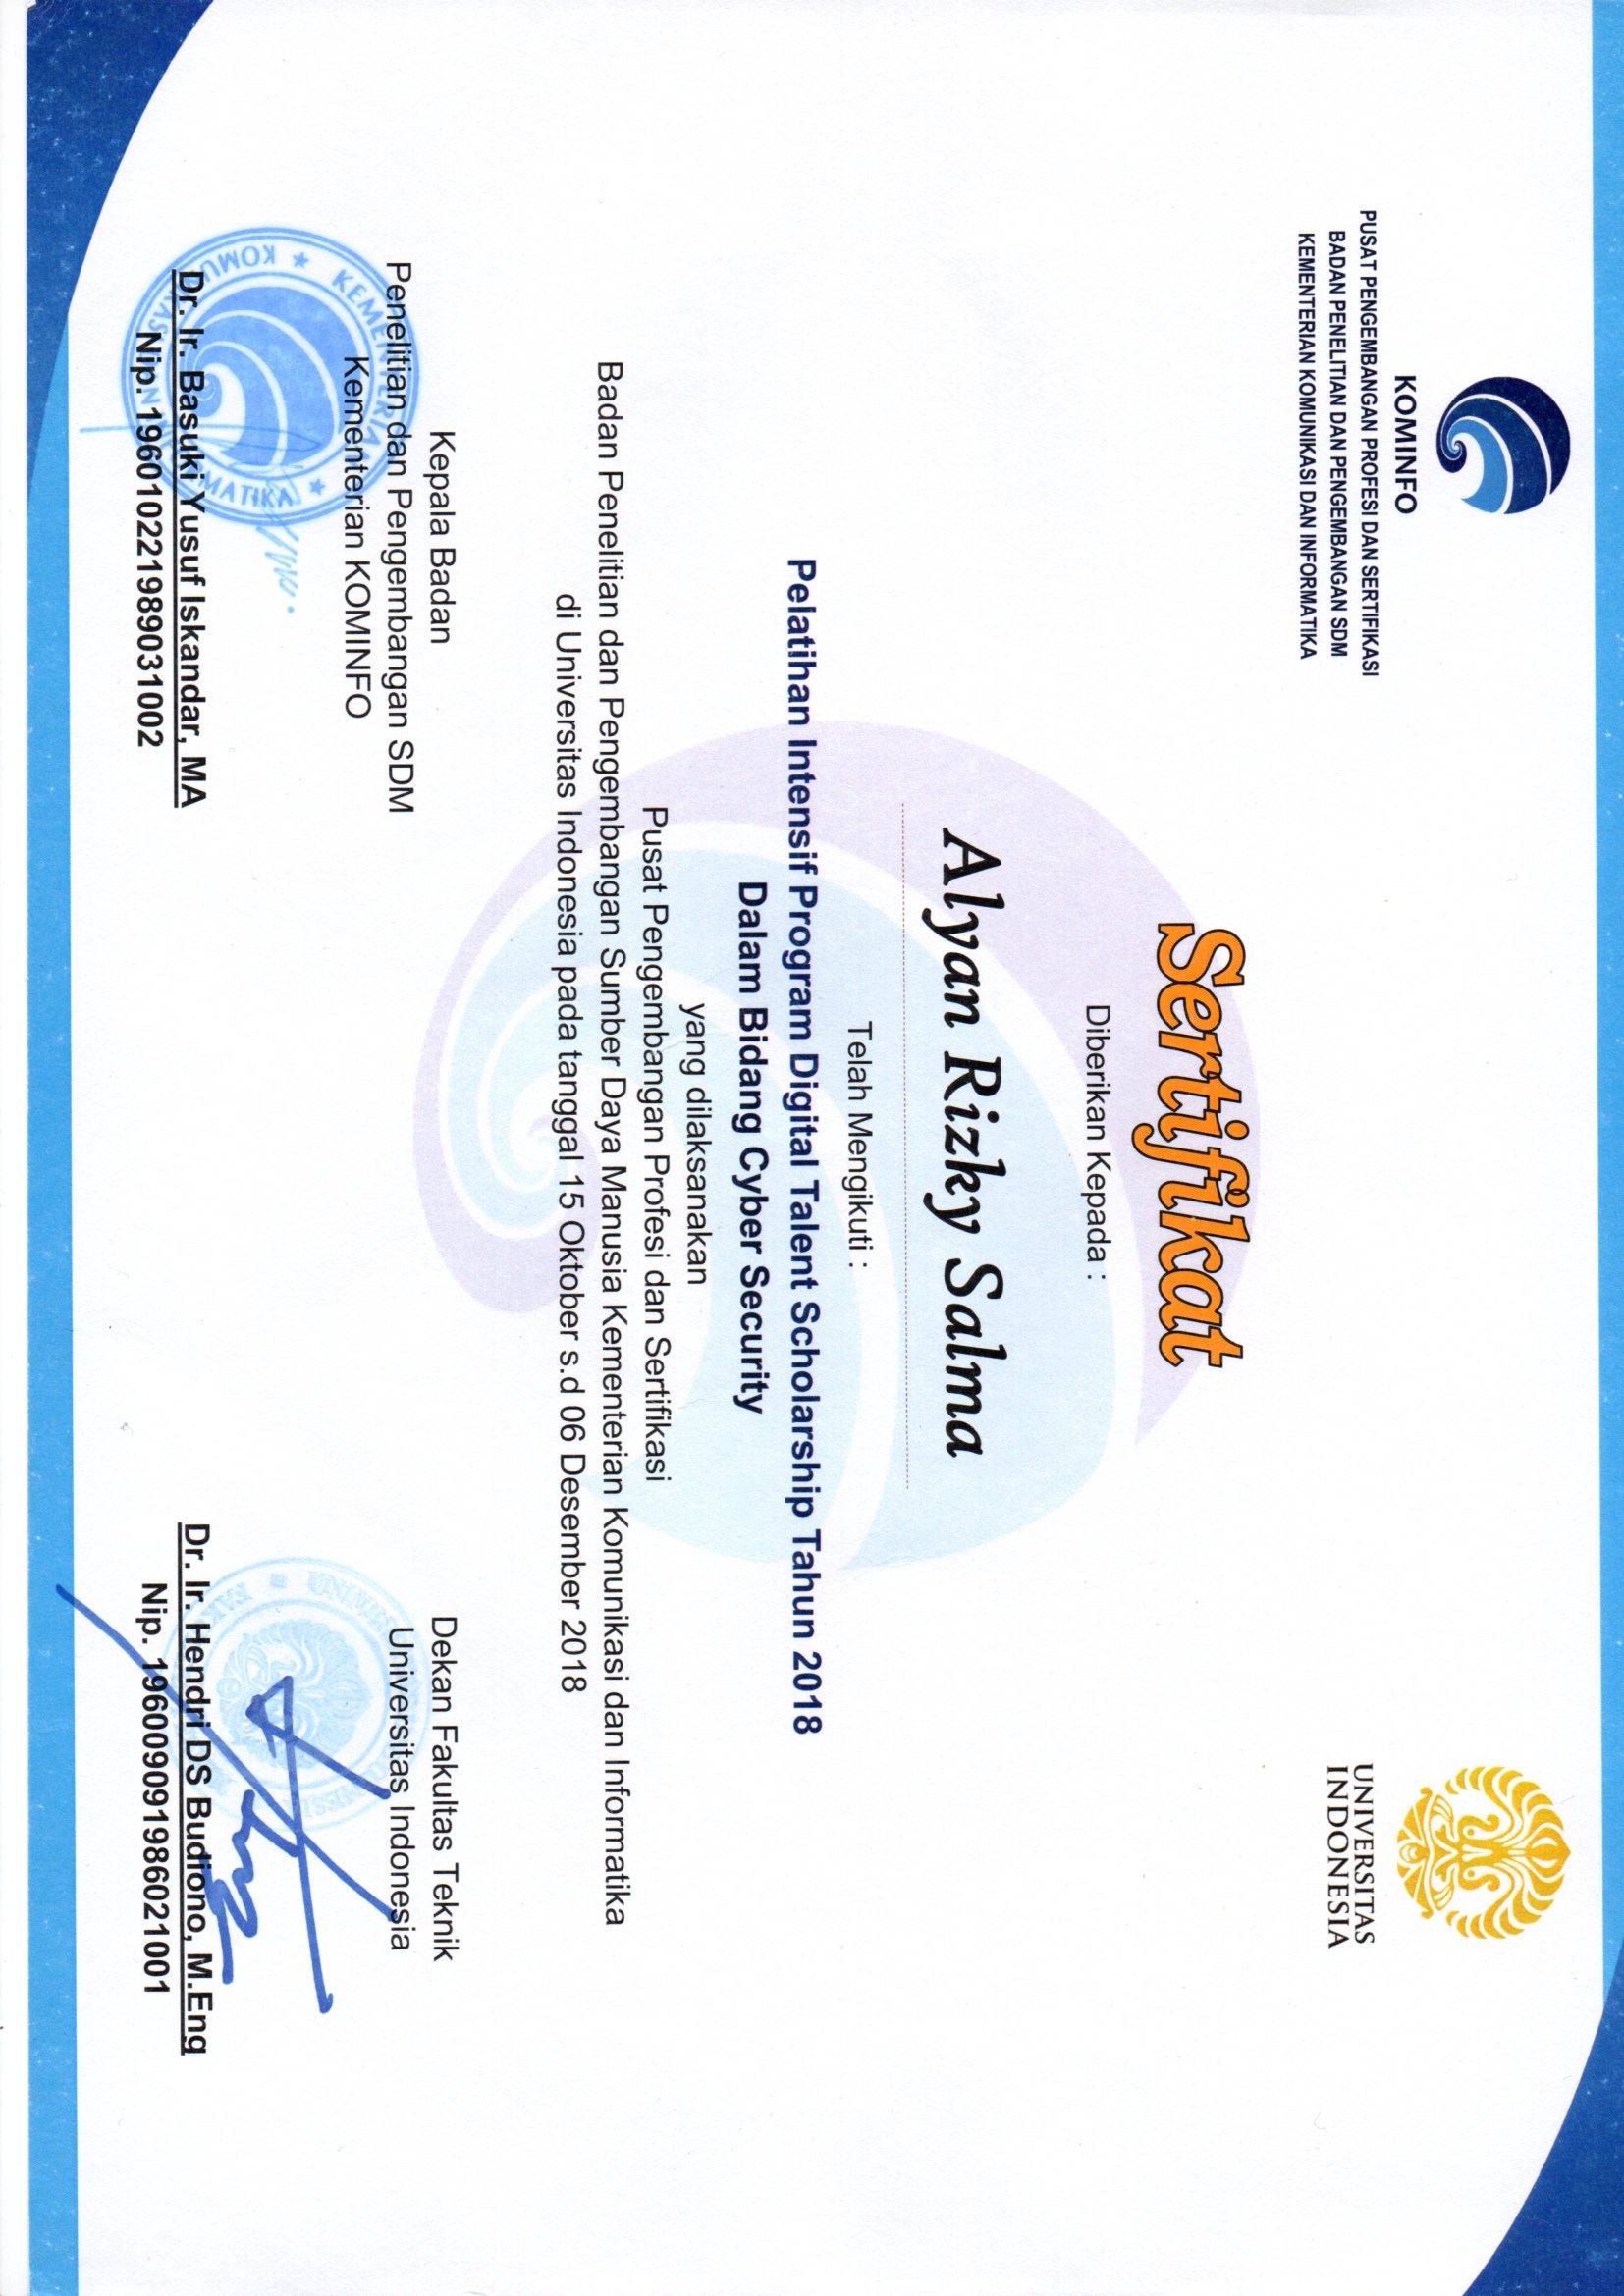 KOMINFO
PUSAT PENGEMBANGAN PROFESI DAN SERTIFIKASI
BADAN PENELITIAN DAN PENGEMBANGAN SDM
KEMENTERIAN KOMUNIKASI DAN INFORMATIKA
UNIVERSITAS
INDONESIA
Sertifikat
Diberikan Kepada :
Alyan Rizky Salma
Telah Mengikuti :
Pelatihan Intensif Program Digital Talent Scholarship Tahun 2018
Dalam Bidang Cyber Security
yang dilaksanakan
Pusat Pengembangan Profesi dan Sertifikasi
Badan Penelitian dan Pengembangan Sumber Daya Manusia Kementerian Komunikasi dan Informatika
di Universitas Indonesia pada tanggal 15 Oktober s.d 06 Desember 2018
Kepala Badan
Penelitian dan Pengembangan SDM
Kementerian KOMINFO
KEMENTERIAN
Dr. Ir. Basuki Yusuf Iskandar, MA
Nip. 196010221989031002
Dekan Fakultas Teknik
Universitas Indonesia
Dr. Ir. Hendri DS Budiono, M.Eng
Nip. 196009091986021001